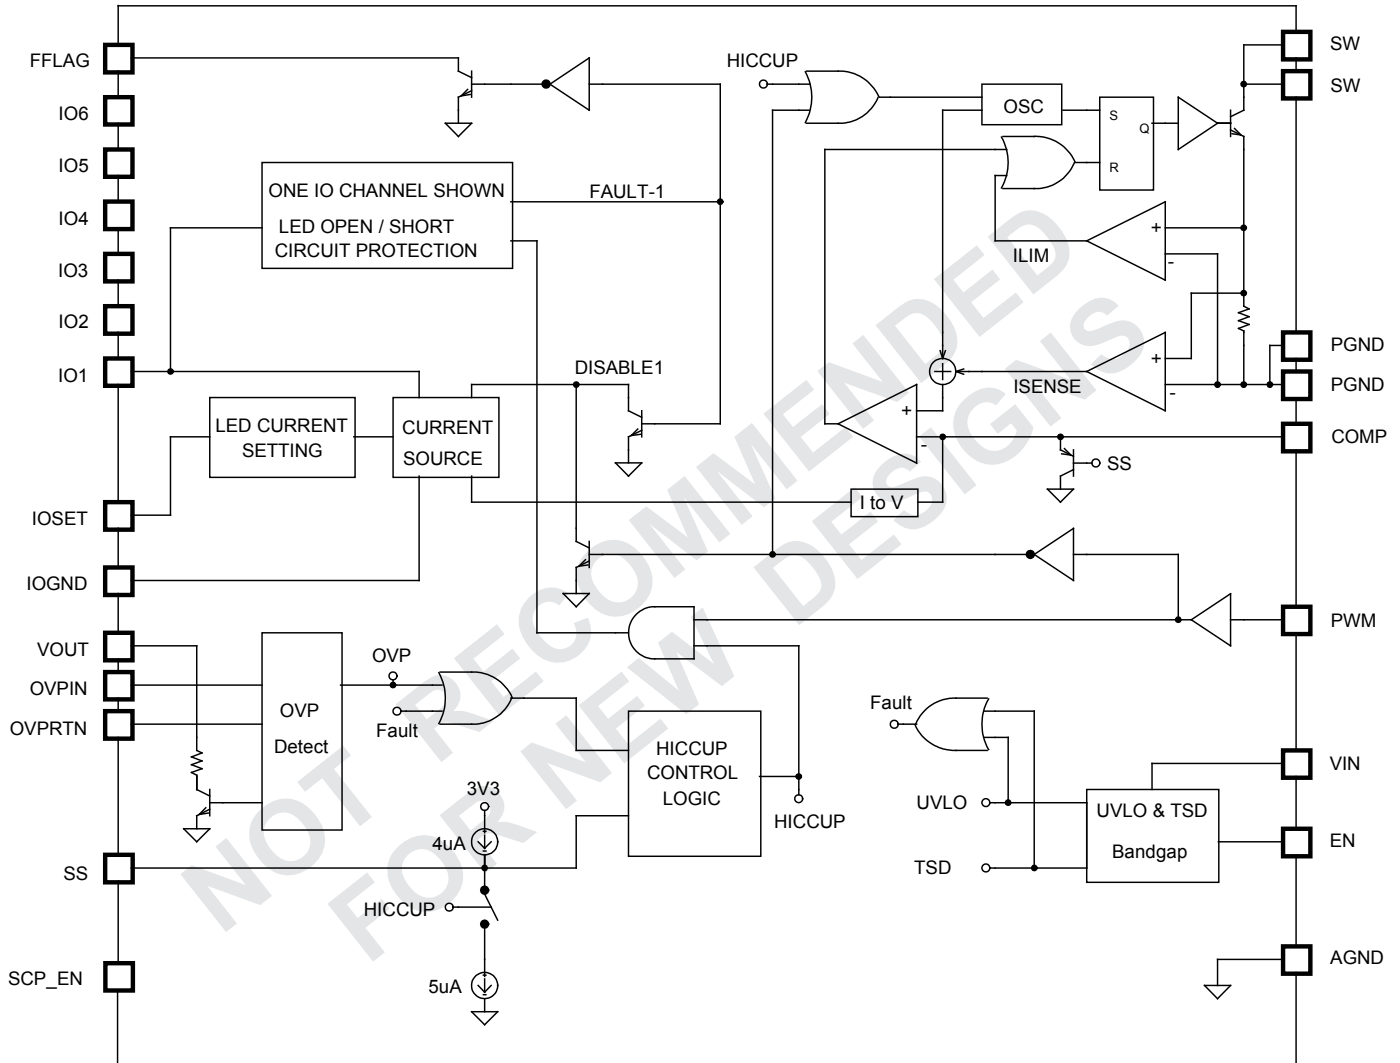 FFLAG
IO6
IO5
IO4
IO3
IO2
IO1
IOSET
IOGND
VOUT
OVPIN
OVPRTN
SS
SCP_EN
ONE IO CHANNEL SHOWN
LED OPEN / SHORT
CIRCUIT PROTECTION
FAULT-1
LED CURRENT
SETTING
CURRENT
SOURCE
DISABLE1
OVP
Detect
OVP
Fault
3V3
4uA
HICCUP
5uA
HICCUP
CONTROL
LOGIC
HICCUP
HICCUP
OSC
S
Q
R
+
-
ILIM
+
-
ISENSE
+
-
I to V
SS
Fault
UVLO
TSD
UVLO & TSD
Bandgap
SW
SW
PGND
PGND
COMP
PWM
VIN
EN
AGND
NOT RECOMMENDED
FOR NEW DESIGNS